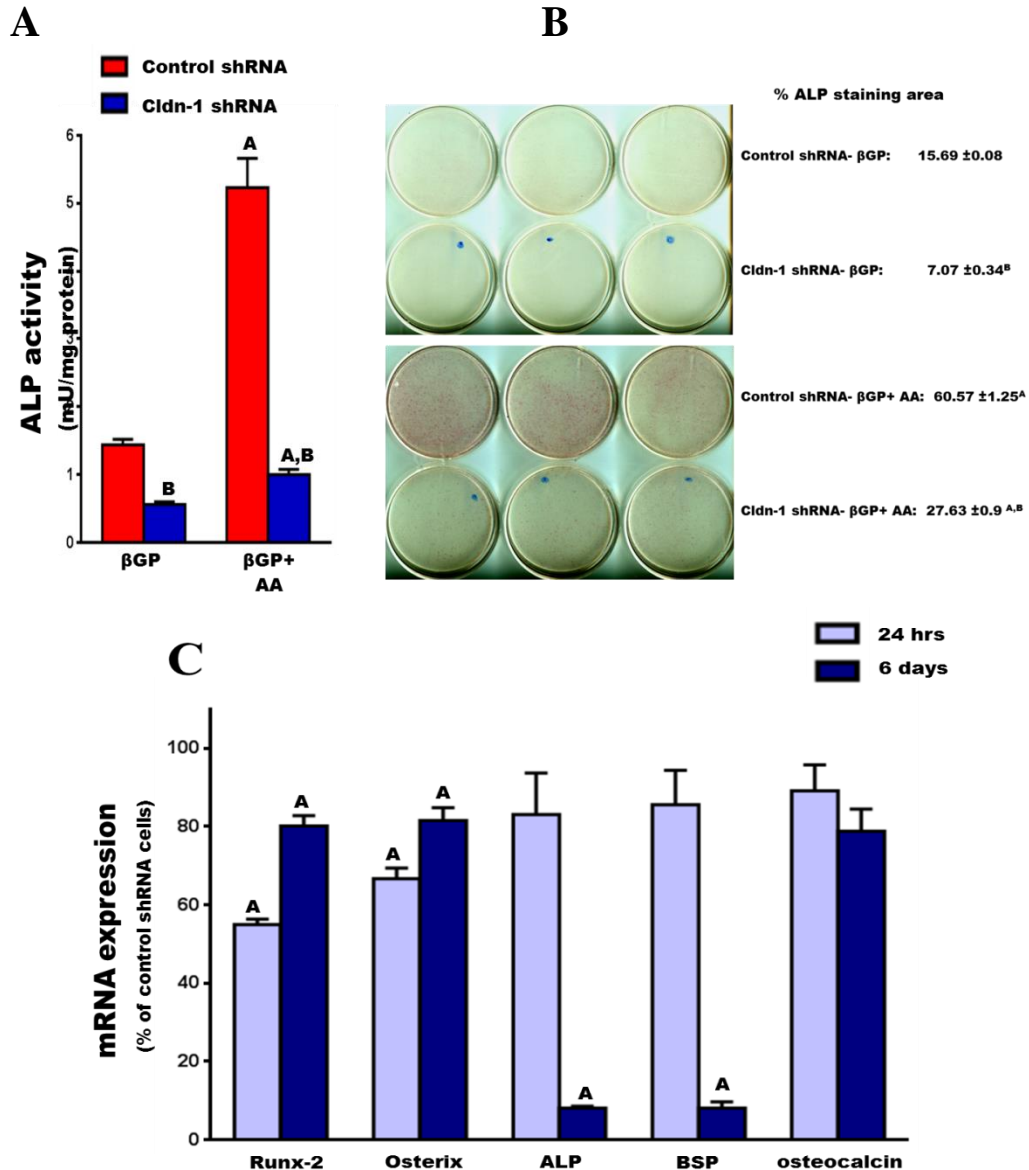 A
B
Control shRNA
Cldn-1 shRNA
ALP activity
(mU/mg protein)
6
5
3
2
1
0
A
B
A,B
βGP
βGP+
AA
% ALP staining area
Control shRNA- βGP: 15.69 ±0.08
Cldn-1 shRNA- βGP: 7.07 ±0.34B
Control shRNA- βGP+ AA: 60.57 ±1.25A
Cldn-1 shRNA- βGP+ AA: 27.63 ±0.9 A,B
C
24 hrs
6 days
mRNA expression
(% of control shRNA cells)
100
80
60
40
20
0
A
A
A
A
A
A
Runx-2
Osterix
ALP
BSP
osteocalcin